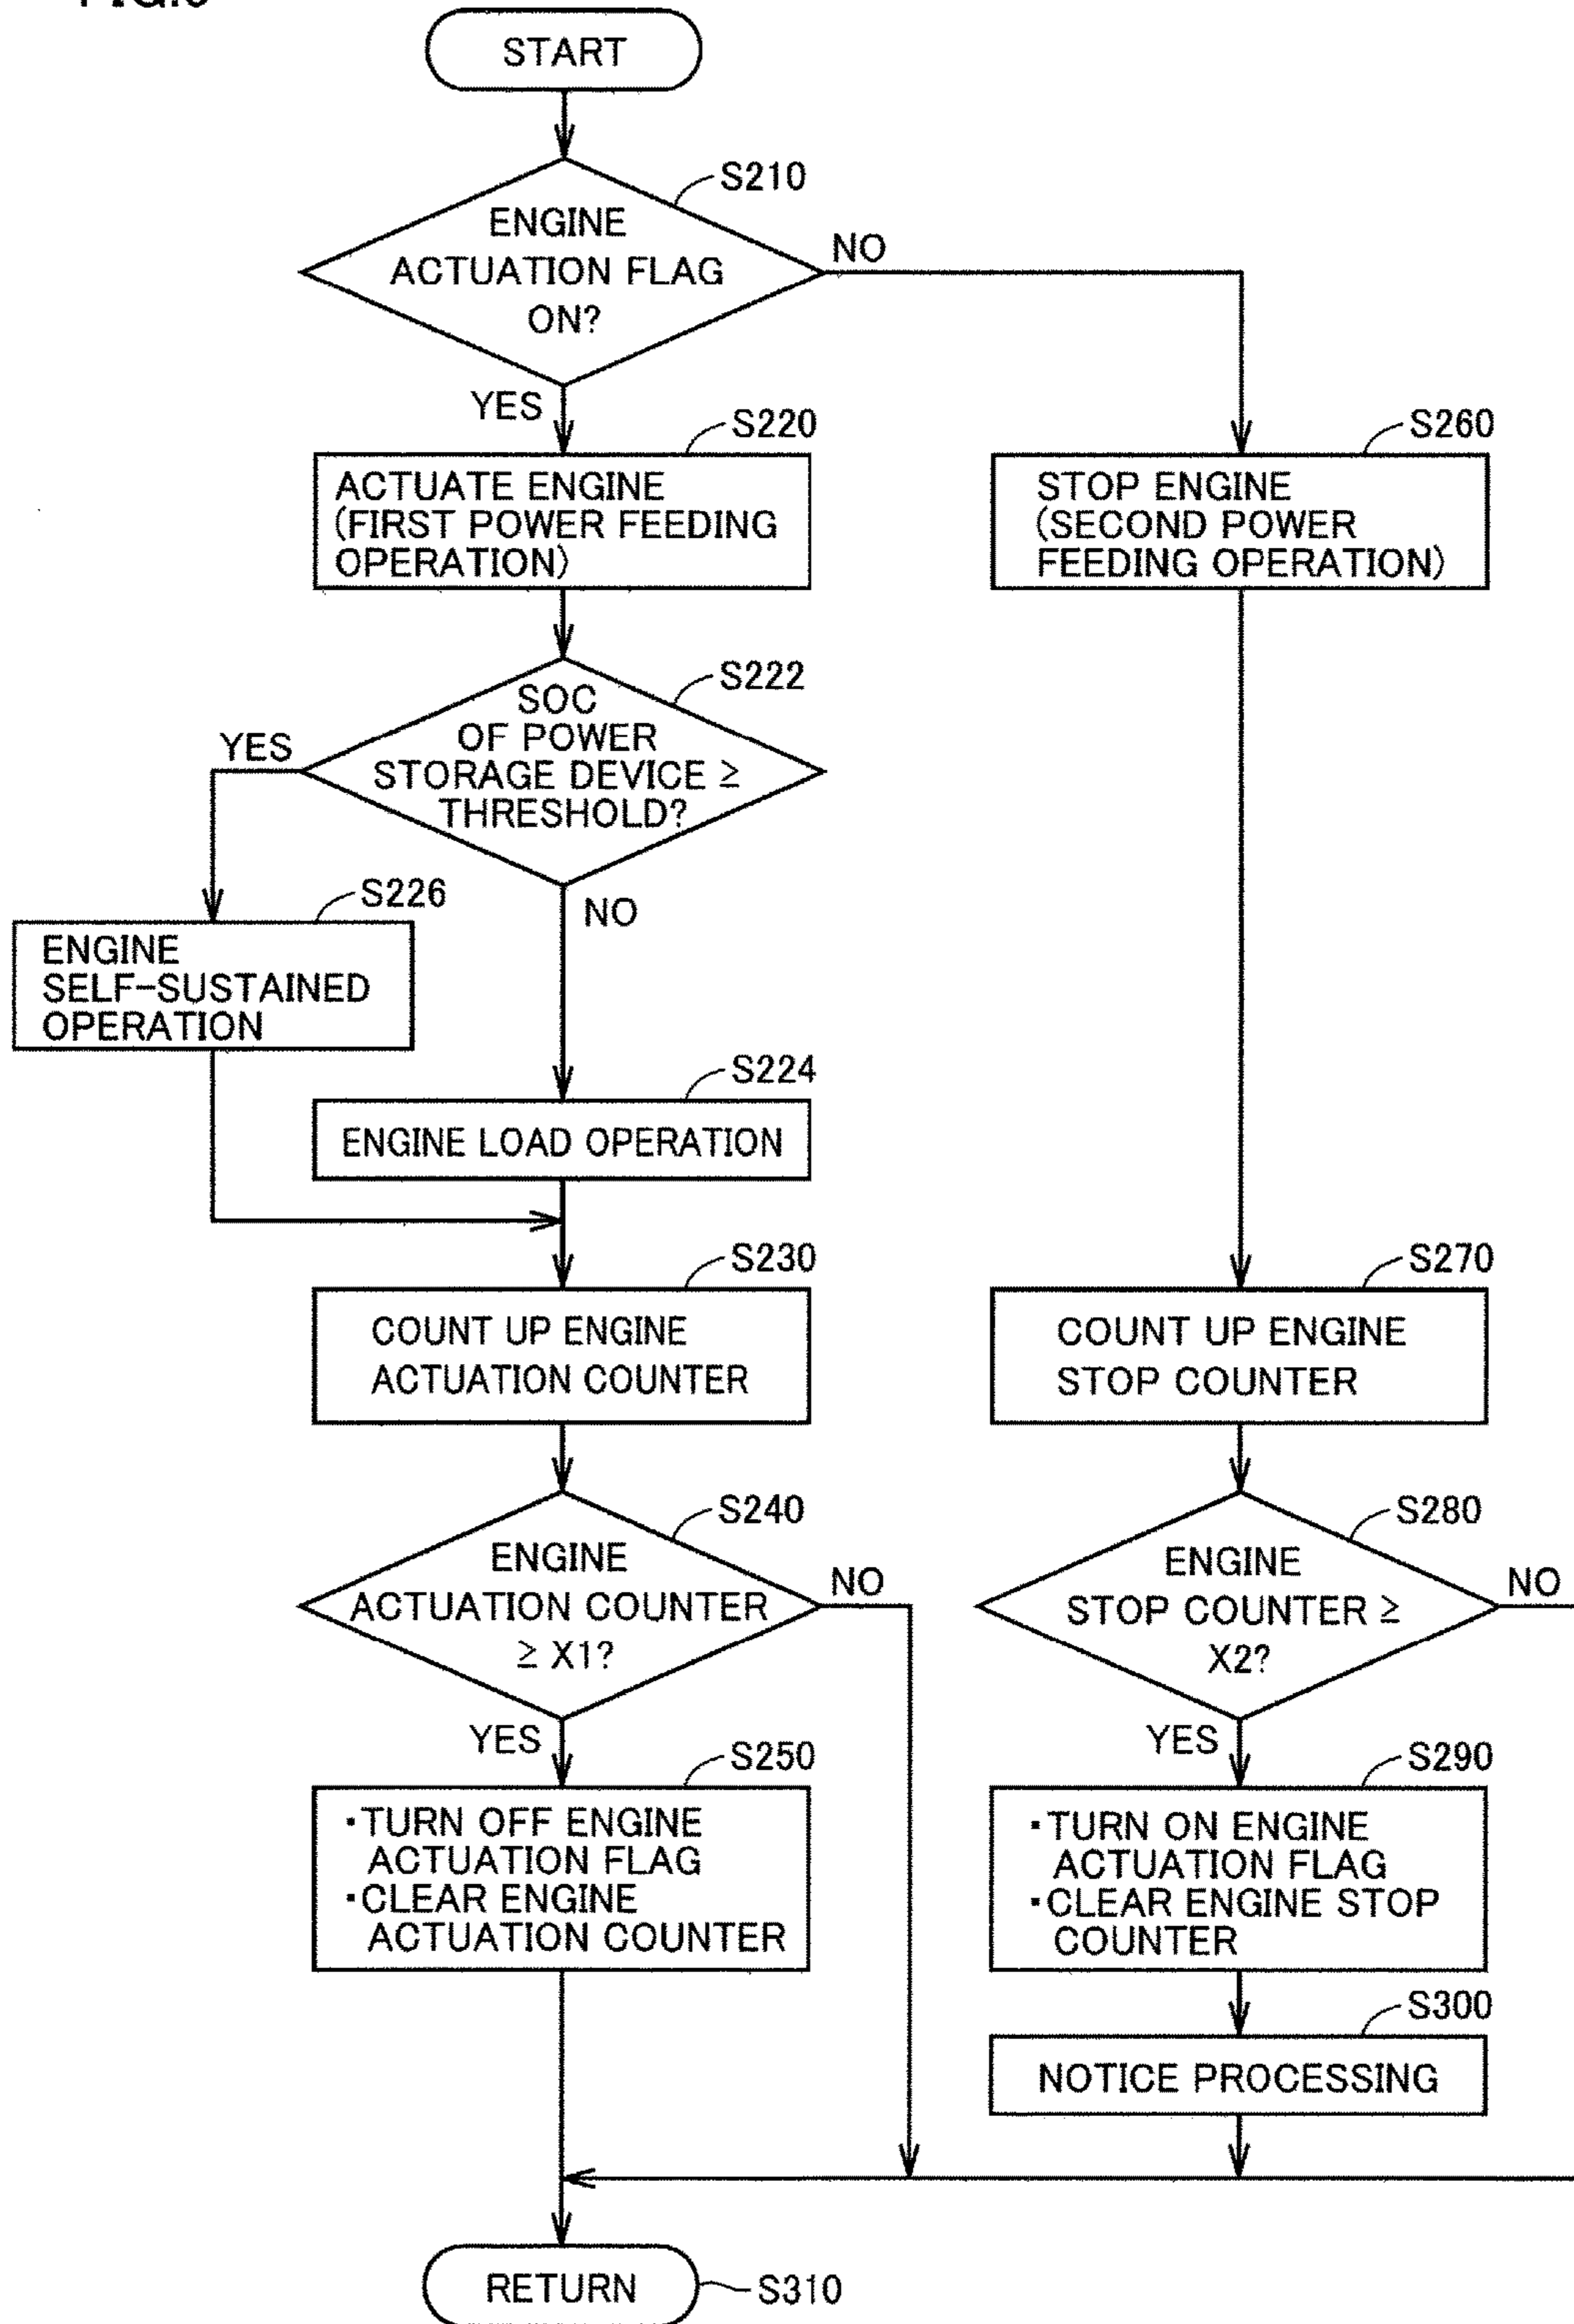 START
S210
ENGINE
ACTUATION FLAG
ON?
NO
YES
S220
ACTUATE ENGINE
(FIRST POWER FEEDING
OPERATION)
S260
STOP ENGINE
(SECOND POWER
FEEDING OPERATION)
S222
SOC
OF POWER
STORAGE DEVICE ≥
THRESHOLD?
YES
NO
S226
ENGINE
SELF-SUSTAINED
OPERATION
S224
ENGINE LOAD OPERATION
S230
COUNT UP ENGINE
ACTUATION COUNTER
S270
COUNT UP ENGINE
STOP COUNTER
S240
ENGINE
ACTUATION COUNTER
≥ X1?
NO
YES
S280
ENGINE
STOP COUNTER ≥
X2?
NO
YES
S250
・TURN OFF ENGINE
ACTUATION FLAG
・CLEAR ENGINE
ACTUATION COUNTER
S290
・TURN ON ENGINE
ACTUATION FLAG
・CLEAR ENGINE STOP
COUNTER
S300
NOTICE PROCESSING
RETURN
S310